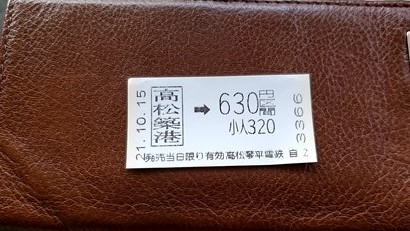 21.10.15
高松築港
➡ 630円区間
小人320
3366
発売当日限り有効高松琴平電鉄 自 2